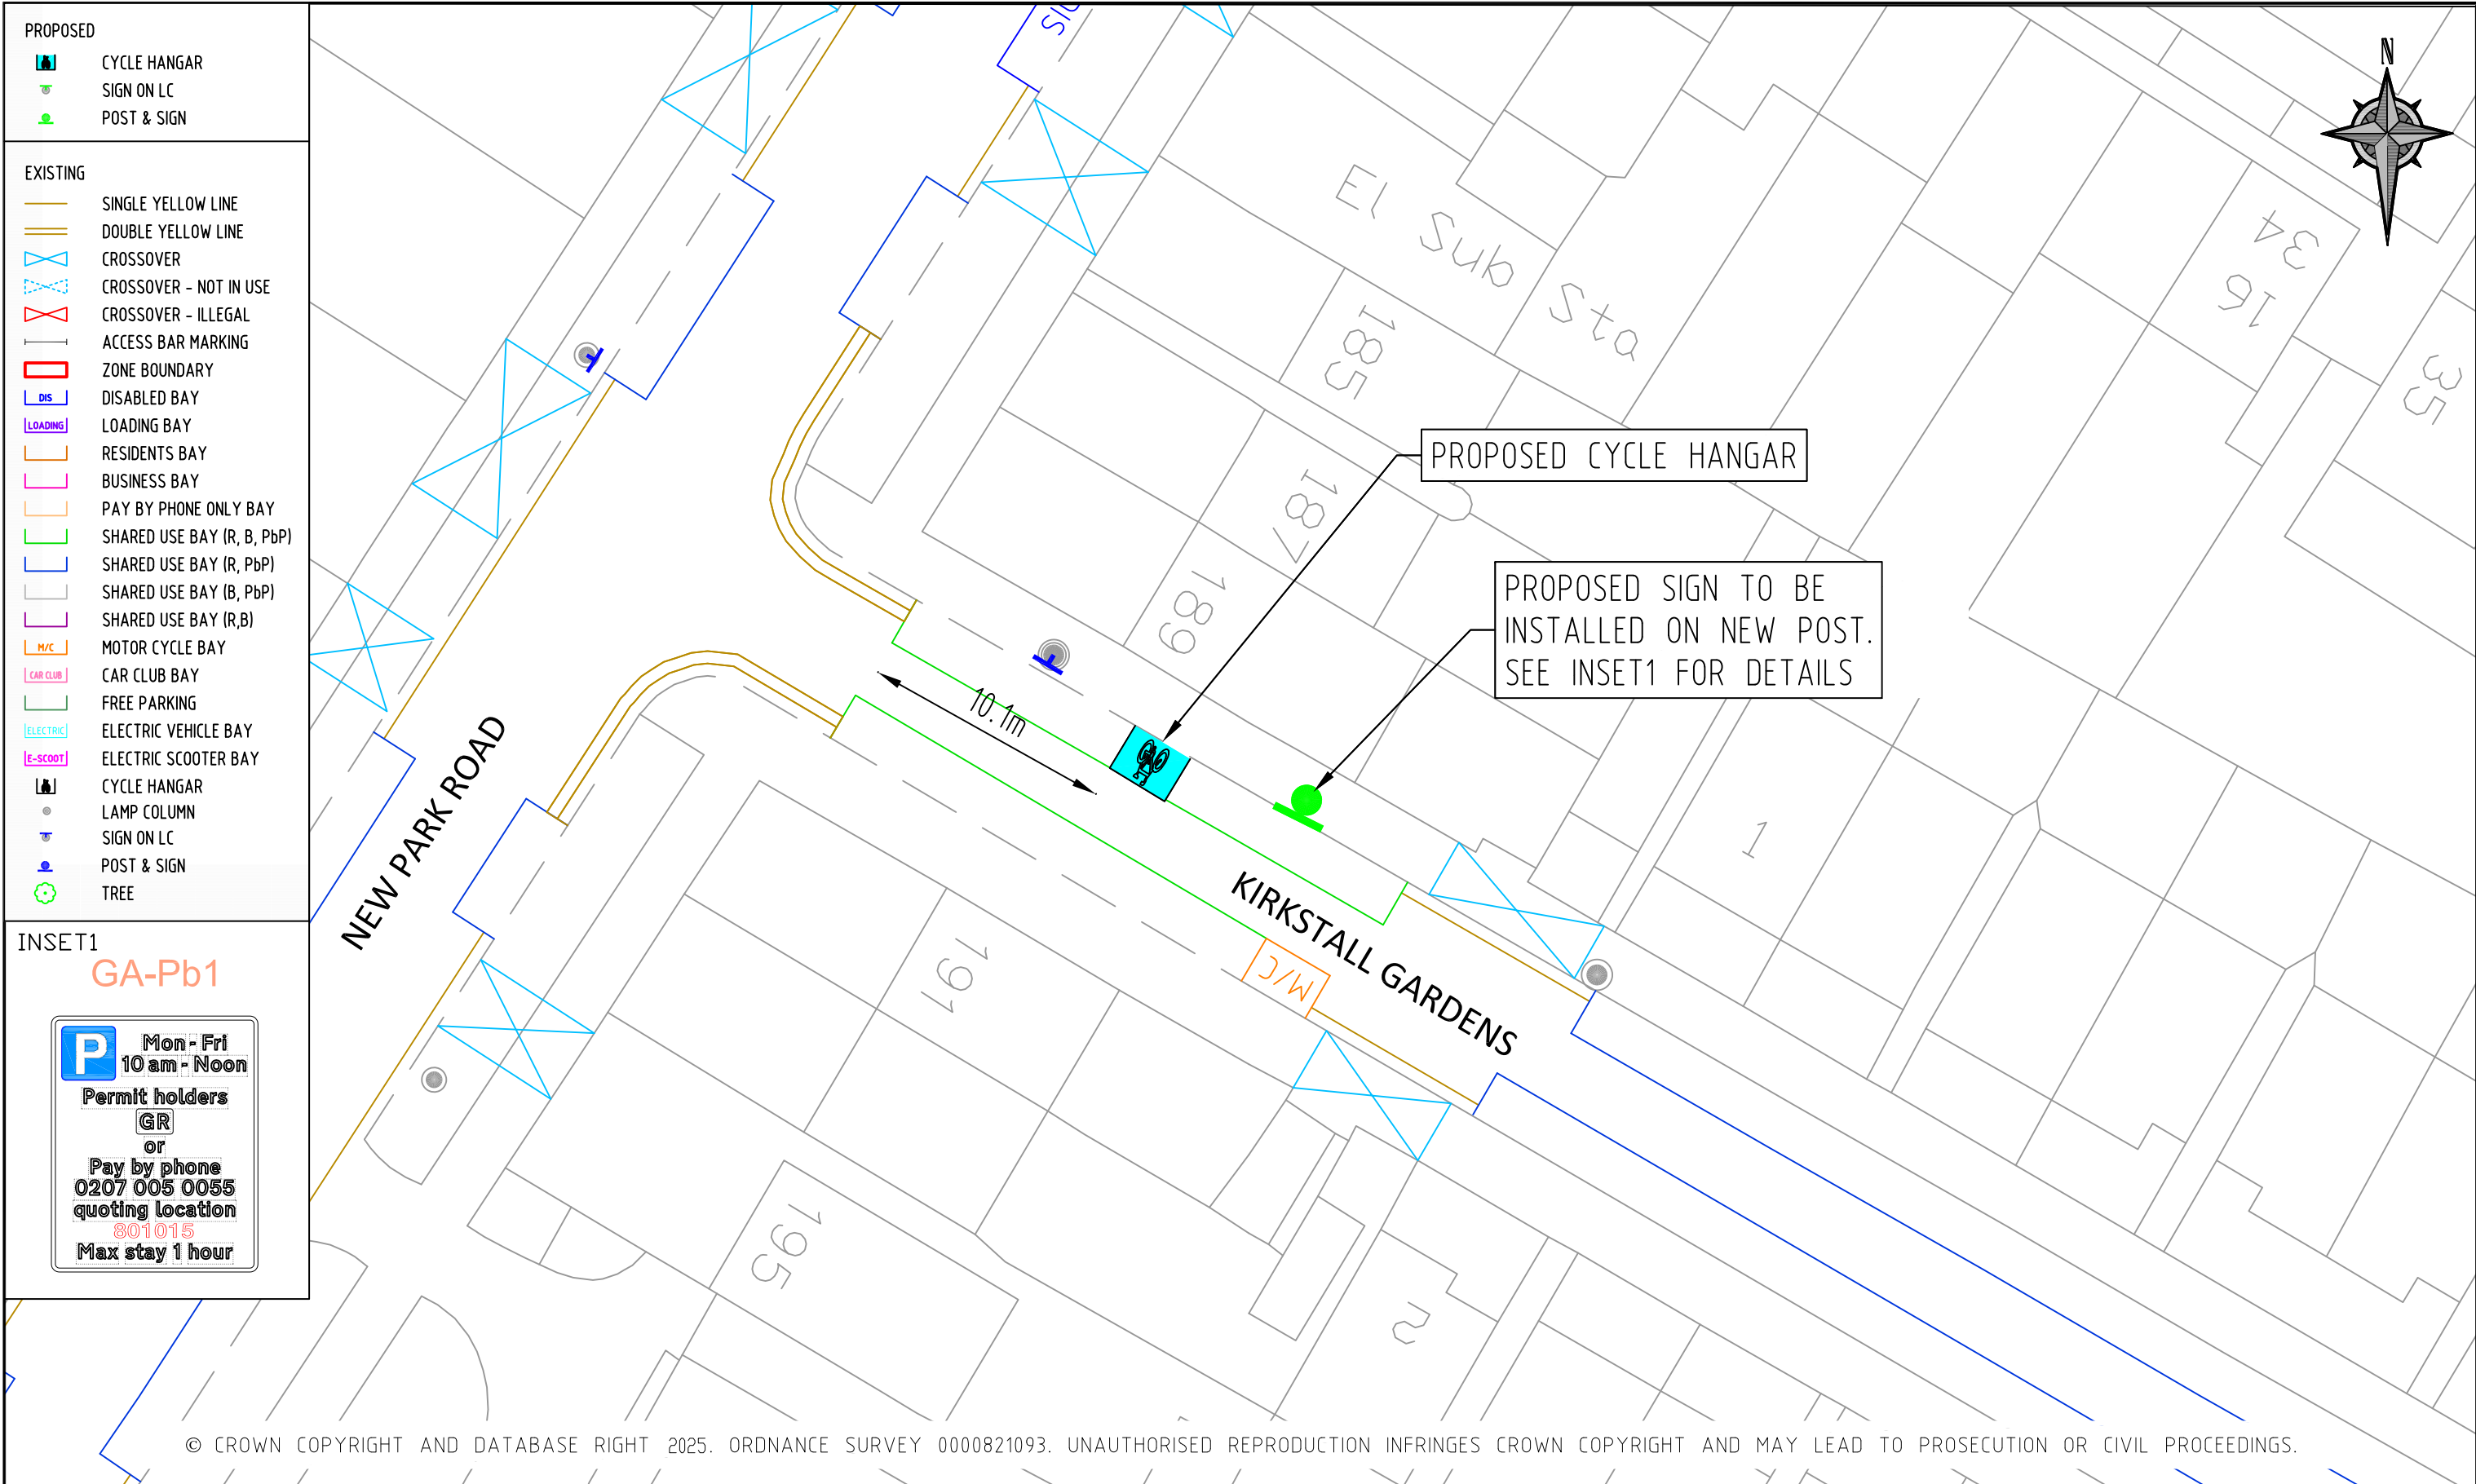 PROPOSED
CYCLE HANGAR
SIGN ON LC
POST & SIGN
EXISTING
SINGLE YELLOW LINE
DOUBLE YELLOW LINE
CROSSOVER
CROSSOVER - NOT IN USE
CROSSOVER - ILLEGAL
ACCESS BAR MARKING
ZONE BOUNDARY
DIS DISABLED BAY
LOADING LOADING BAY
RESIDENTS BAY
BUSINESS BAY
PAY BY PHONE ONLY BAY
SHARED USE BAY (R, B, PbP)
SHARED USE BAY (R, PbP)
SHARED USE BAY (B, PbP)
SHARED USE BAY (R,B)
M/C MOTOR CYCLE BAY
CAR CLUB CAR CLUB BAY
FREE PARKING
ELECTRIC ELECTRIC VEHICLE BAY
E-SCOOT ELECTRIC SCOOTER BAY
CYCLE HANGAR
LAMP COLUMN
SIGN ON LC
POST & SIGN
TREE
INSET1
GA-Pb1
P Mon - Fri
10 am - Noon
Permit holders
GR
or
Pay by phone
0207 005 0055
quoting location
801015
Max stay 1 hour
N
DIS
El Sub Sta
34
16
35
185
187
189
PROPOSED CYCLE HANGAR
PROPOSED SIGN TO BE
INSTALLED ON NEW POST.
SEE INSET1 FOR DETAILS
10.1m
NEW PARK ROAD
KIRKSTALL GARDENS
M/C
1
191
195
2
© CROWN COPYRIGHT AND DATABASE RIGHT 2025. ORDNANCE SURVEY 0000821093. UNAUTHORISED REPRODUCTION INFRINGES CROWN COPYRIGHT AND MAY LEAD TO PROSECUTION OR CIVIL PROCEEDINGS.